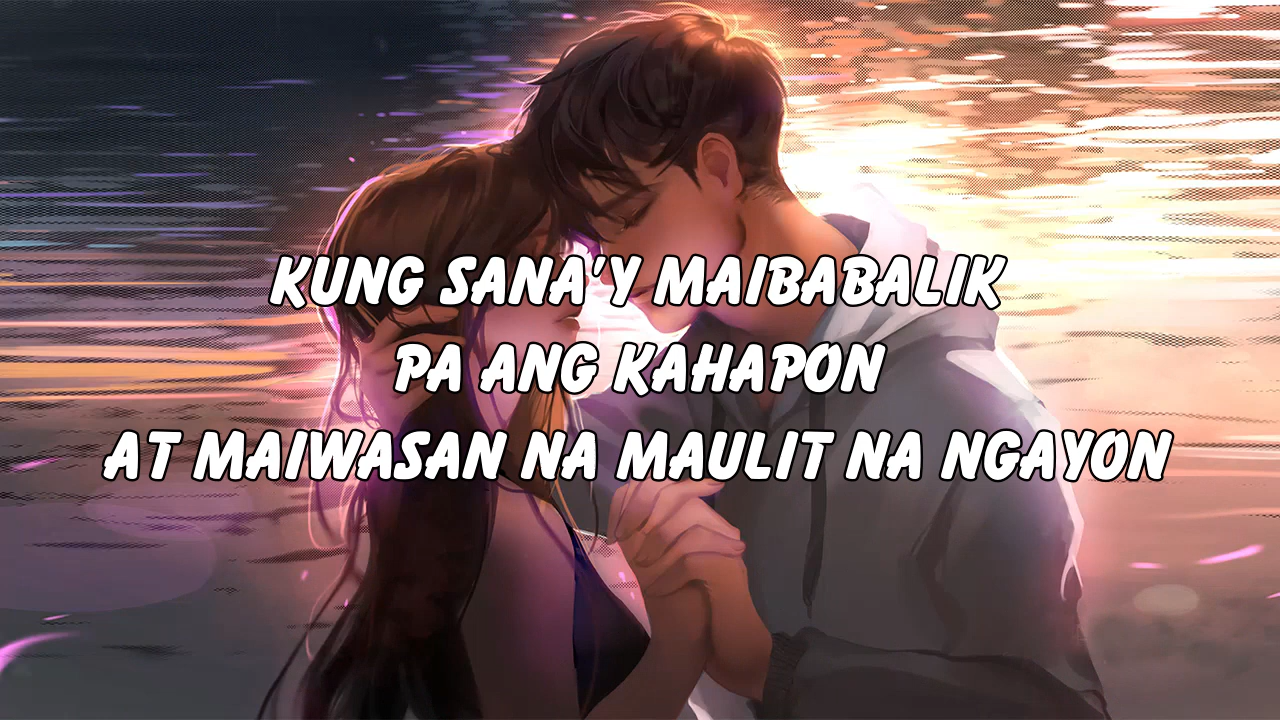 KUNG SANA'Y MAIBABALIK
PA ANG KAHAPON
AT MAIWASAN NA MAULIT NA NGAYON